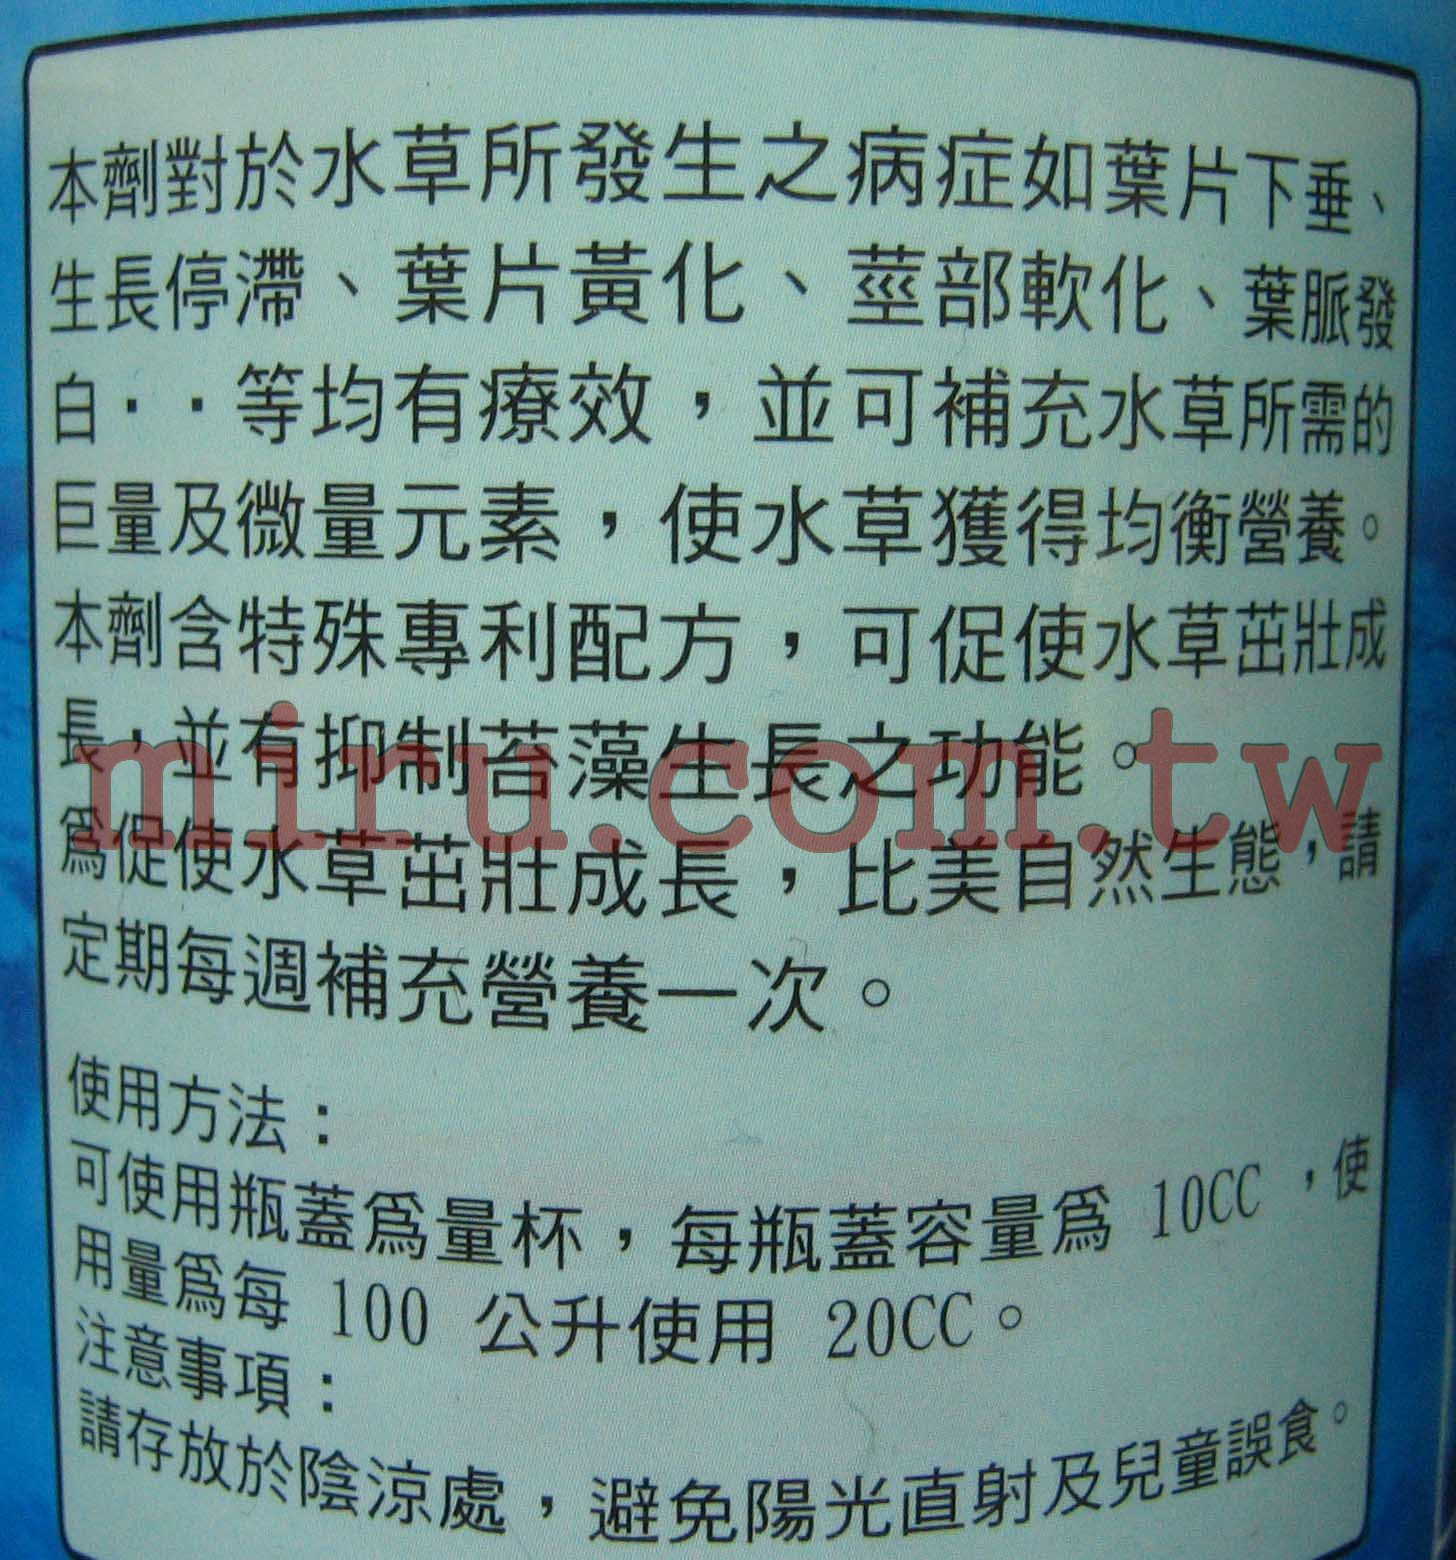 本劑對於水草所發生之病症如葉片下垂、
生長停滯、葉片黃化、莖部軟化、葉脈發
白‧‧等均有療效，並可補充水草所需的
巨量及微量元素，使水草獲得均衡營養。
本劑含特殊專利配方，可促使水草茁壯成
長，並有抑制苔藻生長之功能。
為促使水草茁壯成長，比美自然生態，請
定期每週補充營養一次。
使用方法：
可使用瓶蓋為量杯，每瓶蓋容量為 10CC ，使
用量為每 100 公升使用 20CC。
注意事項：
請存放於陰涼處，避免陽光直射及兒童誤食。
miru.com.tw